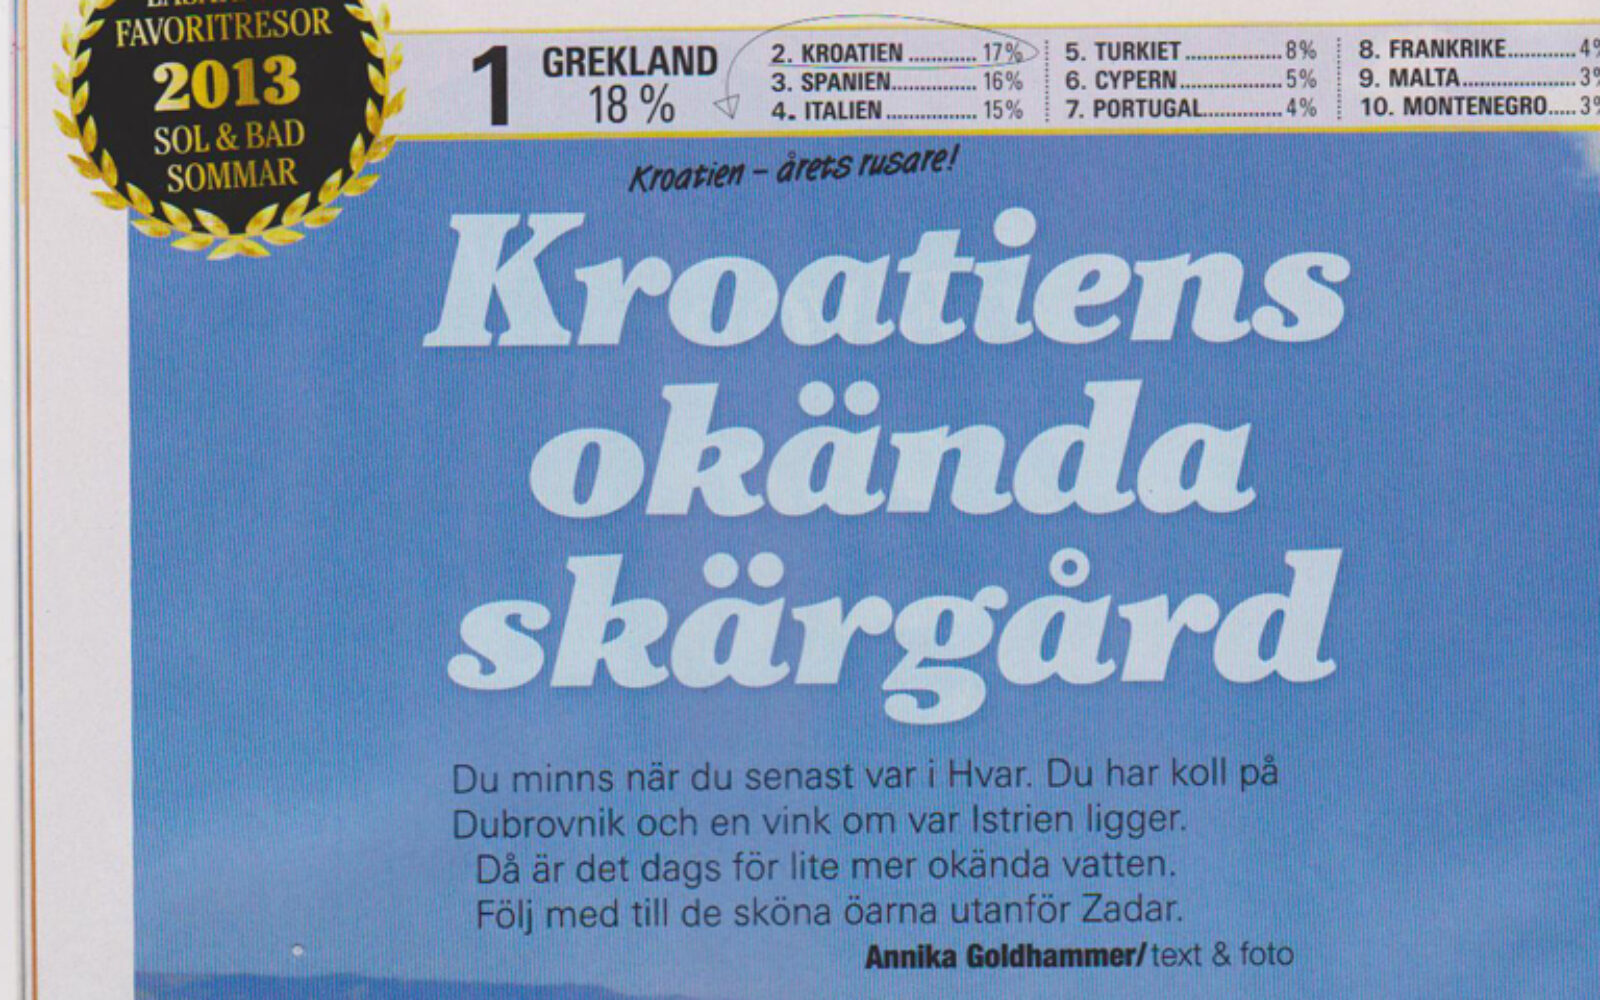 FAVORITRESOR
2013
SOL & BAD
SOMMAR
1 GREKLAND
18 %
2. KROATIEN ............ 17%
3. SPANIEN............... 16%
4. ITALIEN ................ 15%
5. TURKIET ................ 8%
6. CYPERN ................. 5%
7. PORTUGAL............. 4%
8. FRANKRIKE............ 4%
9. MALTA.................... 3%
10. MONTENEGRO..... 3%
Kroatien – årets rusare!
Kroatiens
okända
skärgård
Du minns när du senast var i Hvar. Du har koll på
Dubrovnik och en vink om var Istrien ligger.
Då är det dags för lite mer okända vatten.
Följ med till de sköna öarna utanför Zadar.
Annika Goldhammer/text & foto